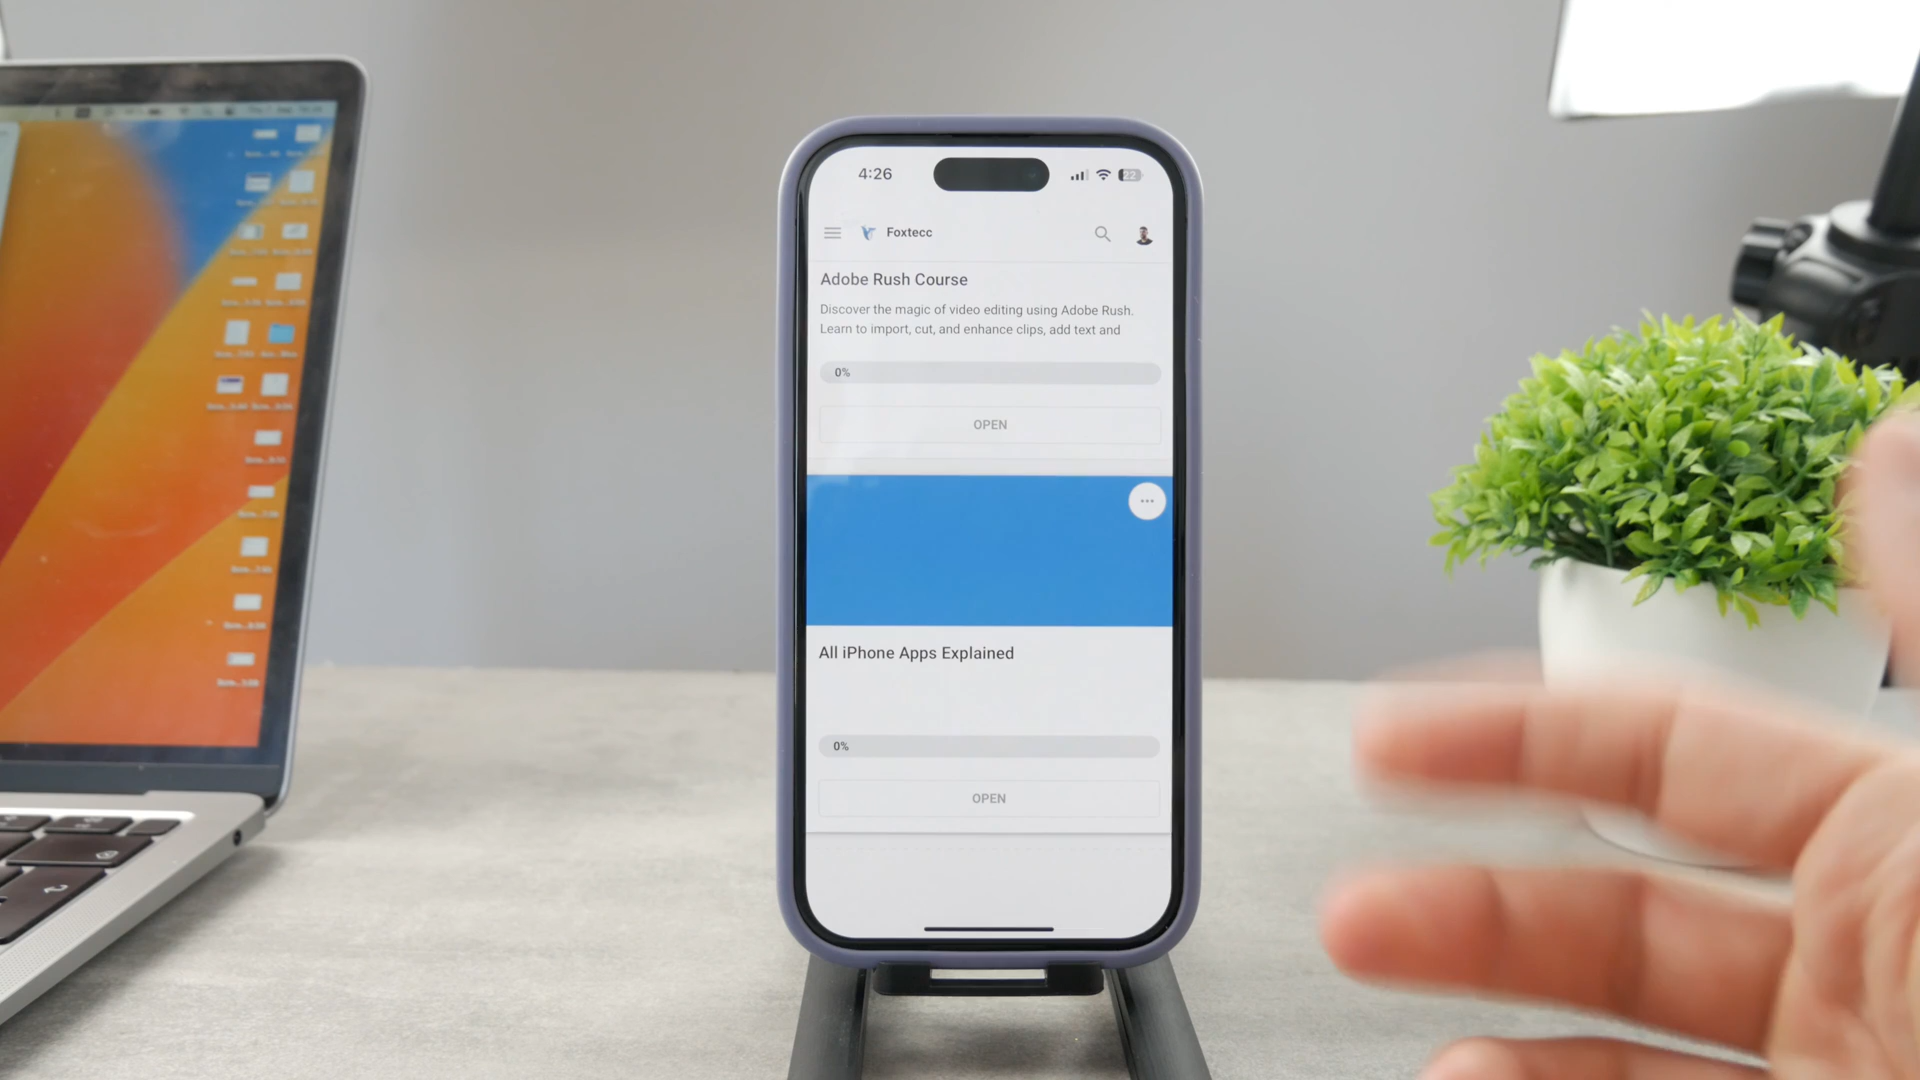 4:26
22
Foxtecc
Adobe Rush Course
Discover the magic of video editing using Adobe Rush.
Learn to import, cut, and enhance clips, add text and
0%
OPEN
All iPhone Apps Explained
0%
OPEN